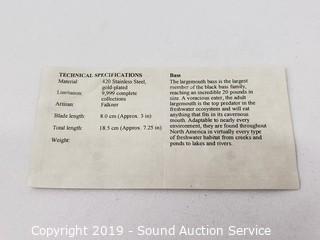 TECHNICAL SPECIFICATIONS
Material: 420 Stainless Steel,
gold-plated
Limitation: 9,999 complete
collections
Artisan: Falkner
Blade length: 8.0 cm (Approx. 3 in)
Total length: 18.5 cm (Approx. 7.25 in)
Weight:
Bass
The largemouth bass is the largest
member of the black bass family,
reaching an incredible 20 pounds in
size. A voracious eater, the adult
largemouth is the top predator in the
freshwater ecosystem and will eat
anything that fits in its cavernous
mouth. Adaptable to nearly every
environment, they are found throughout
North America in virtually every type
of freshwater habitat from creeks and
ponds to lakes and rivers.
Copyright 2019 - Sound Auction Service